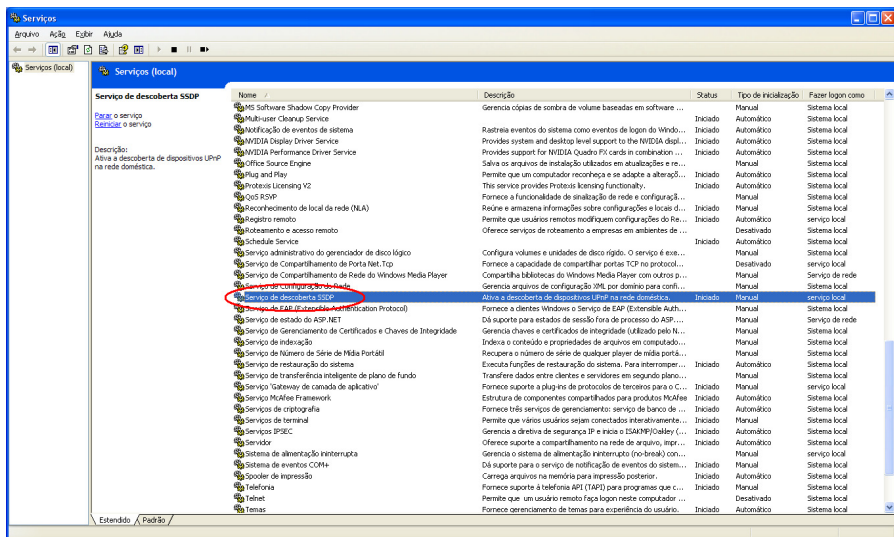 Serviços
Arquivo Ação Exibir Ajuda
Serviços (local)
Serviços (local)
Serviço de descoberta SSDP
Parar o serviço
Reiniciar o serviço
Descrição:
Ativa a descoberta de dispositivos UPnP
na rede doméstica.
Nome Descrição Status Tipo de inicialização Fazer logon como
MS Software Shadow Copy Provider Gerencia cópias de sombra de volume baseadas em software ... Manual Sistema local
Multi-user Cleanup Service Iniciado Automático Sistema local
Notificação de eventos de sistema Rastreia eventos do sistema como eventos de logon do Windo... Iniciado Automático Sistema local
NVIDIA Display Driver Service Provides system and desktop level support to the NVIDIA displ... Iniciado Automático Sistema local
NVIDIA Performance Driver Service Provides support for NVIDIA Quadro FX cards in combination ... Iniciado Automático Sistema local
Office Source Engine Salva os arquivos de instalação utilizados em atualizações e re... Manual Sistema local
Plug and Play Permite que um computador reconheça e se adapte a alteraçõ... Iniciado Automático Sistema local
Protexis Licensing V2 This service provides Protexis licensing functionalty. Iniciado Automático Sistema local
QoS RSVP Fornece a funcionalidade de sinalização de rede e configuraçã... Manual Sistema local
Reconhecimento de local da rede (NLA) Reúne e armazena informações sobre configurações e locais d... Iniciado Manual Sistema local
Registro remoto Permite que usuários remotos modifiquem configurações do Re... Iniciado Automático serviço local
Roteamento e acesso remoto Oferece serviços de roteamento a empresas em ambientes de ... Desativado Sistema local
Schedule Service Iniciado Automático Sistema local
Serviço administrativo do gerenciador de disco lógico Configura volumes e unidades de disco rígido. O serviço é exe... Manual Sistema local
Serviço de Compartilhamento de Porta Net.Tcp Fornece a capacidade de compartilhar portas TCP no protocol... Desativado serviço local
Serviço de Compartilhamento de Rede do Windows Media Player Compartilha bibliotecas do Windows Media Player com outros p... Manual Serviço de rede
Serviço de Configuração do Rede Gerencia arquivos de configuração XML por domínio para confi... Manual Sistema local
Serviço de descoberta SSDP Ativa a descoberta de dispositivos UPnP na rede doméstica. Iniciado Manual serviço local
Serviço de EAP (Extensible Authentication Protocol) Fornece a clientes Windows o Serviço de EAP (Extensible Auth... Manual Sistema local
Serviço de estado do ASP.NET Dá suporte para estados de sessão fora de processo do ASP.... Manual Serviço de rede
Serviço de Gerenciamento de Certificados e Chaves de Integridade Gerencia chaves e certificados de integridade (utilizado pelo N... Manual Sistema local
Serviço de indexação Indexa o conteúdo e propriedades de arquivos em computado... Manual Sistema local
Serviço de Número de Série de Mídia Portátil Recupera o número de série de qualquer player de mídia portá... Manual Sistema local
Serviço de restauração do sistema Executa funções de restauração do sistema. Para interromper... Iniciado Automático Sistema local
Serviço de transferência inteligente de plano de fundo Transfere dados entre clientes e servidores em segundo plano... Manual Sistema local
Serviço 'Gateway de camada de aplicativo' Fornece suporte a plug-ins de protocolos de terceiros para o C... Iniciado Manual serviço local
Serviço McAfee Framework Estrutura de componentes compartilhados para produtos McAfee Iniciado Automático Sistema local
Serviços de criptografia Fornece três serviços de gerenciamento: serviço de banco de ... Iniciado Automático Sistema local
Serviços de terminal Permite que vários usuários sejam conectados interativamente... Iniciado Manual Sistema local
Serviços IPSEC Gerencia a diretiva de segurança IP e inicia o ISAKMP/Oakley (... Iniciado Automático Sistema local
Servidor Oferece suporte a compartilhamento na rede de arquivo, impr... Iniciado Automático Sistema local
Sistema de alimentação ininterrupta Gerencia o sistema de alimentação ininterrupto (no-break) con... Manual serviço local
Sistema de eventos COM+ Dá suporte para o serviço de notificação de eventos do sistem... Iniciado Manual Sistema local
Spooler de impressão Carrega arquivos na memória para impressão posterior. Iniciado Automático Sistema local
Telefonia Fornece suporte à telefonia API (TAPI) para programas que c... Iniciado Manual Sistema local
Telnet Permite que um usuário remoto faça logon neste computador ... Desativado Sistema local
Temas Fornece gerenciamento de temas para experiência do usuário. Iniciado Automático Sistema local
Estendido Padrão